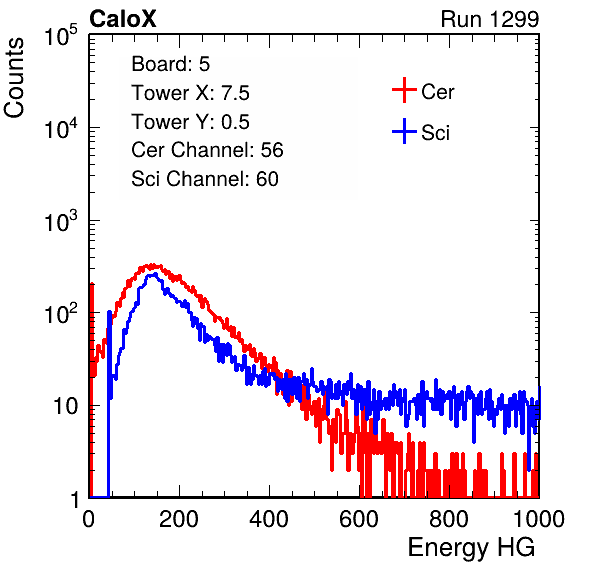 CaloX Run 1299
Counts
10^5
10^4
10^3
10^2
10
1
Board: 5
Tower X: 7.5
Tower Y: 0.5
Cer Channel: 56
Sci Channel: 60
Cer
Sci
0 200 400 600 800 1000
Energy HG